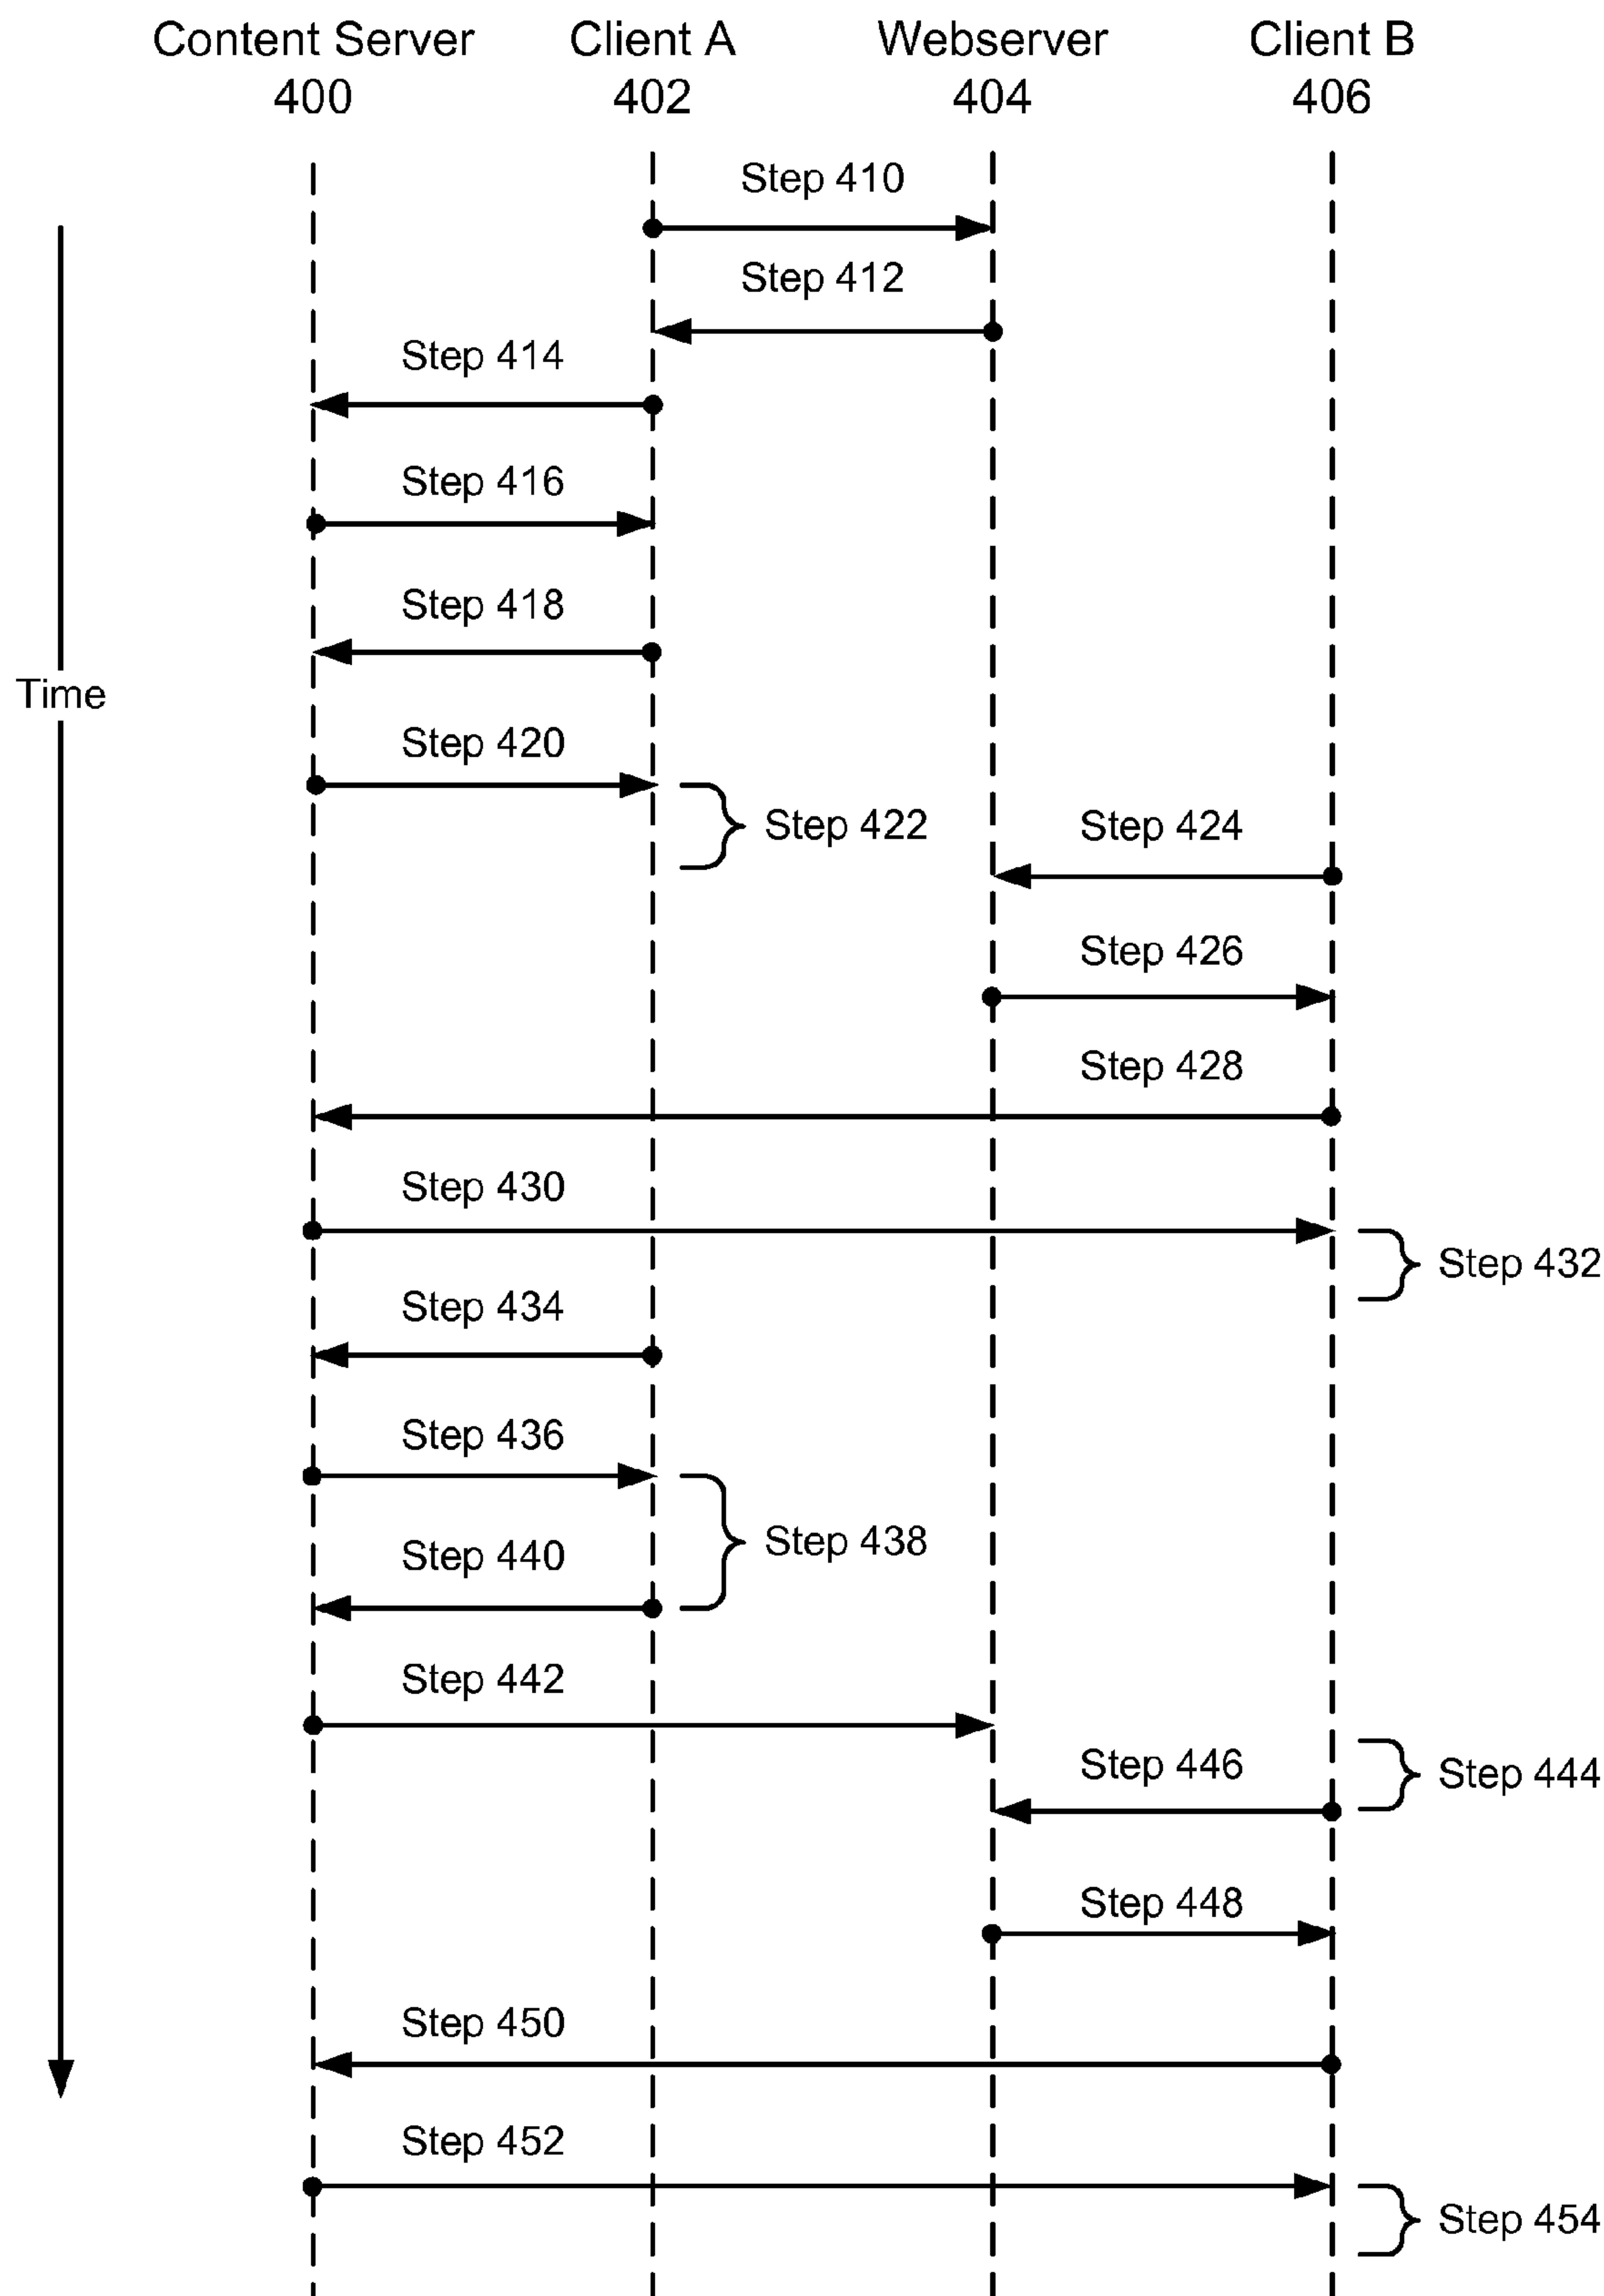 Content Server
Client A
Webserver
Client B
400
402
404
406
Step 410
Step 412
Step 414
Step 416
Step 418
Time
Step 420
Step 422
Step 424
Step 426
Step 428
Step 430
Step 432
Step 434
Step 436
Step 438
Step 440
Step 442
Step 446
Step 444
Step 448
Step 450
Step 452
Step 454